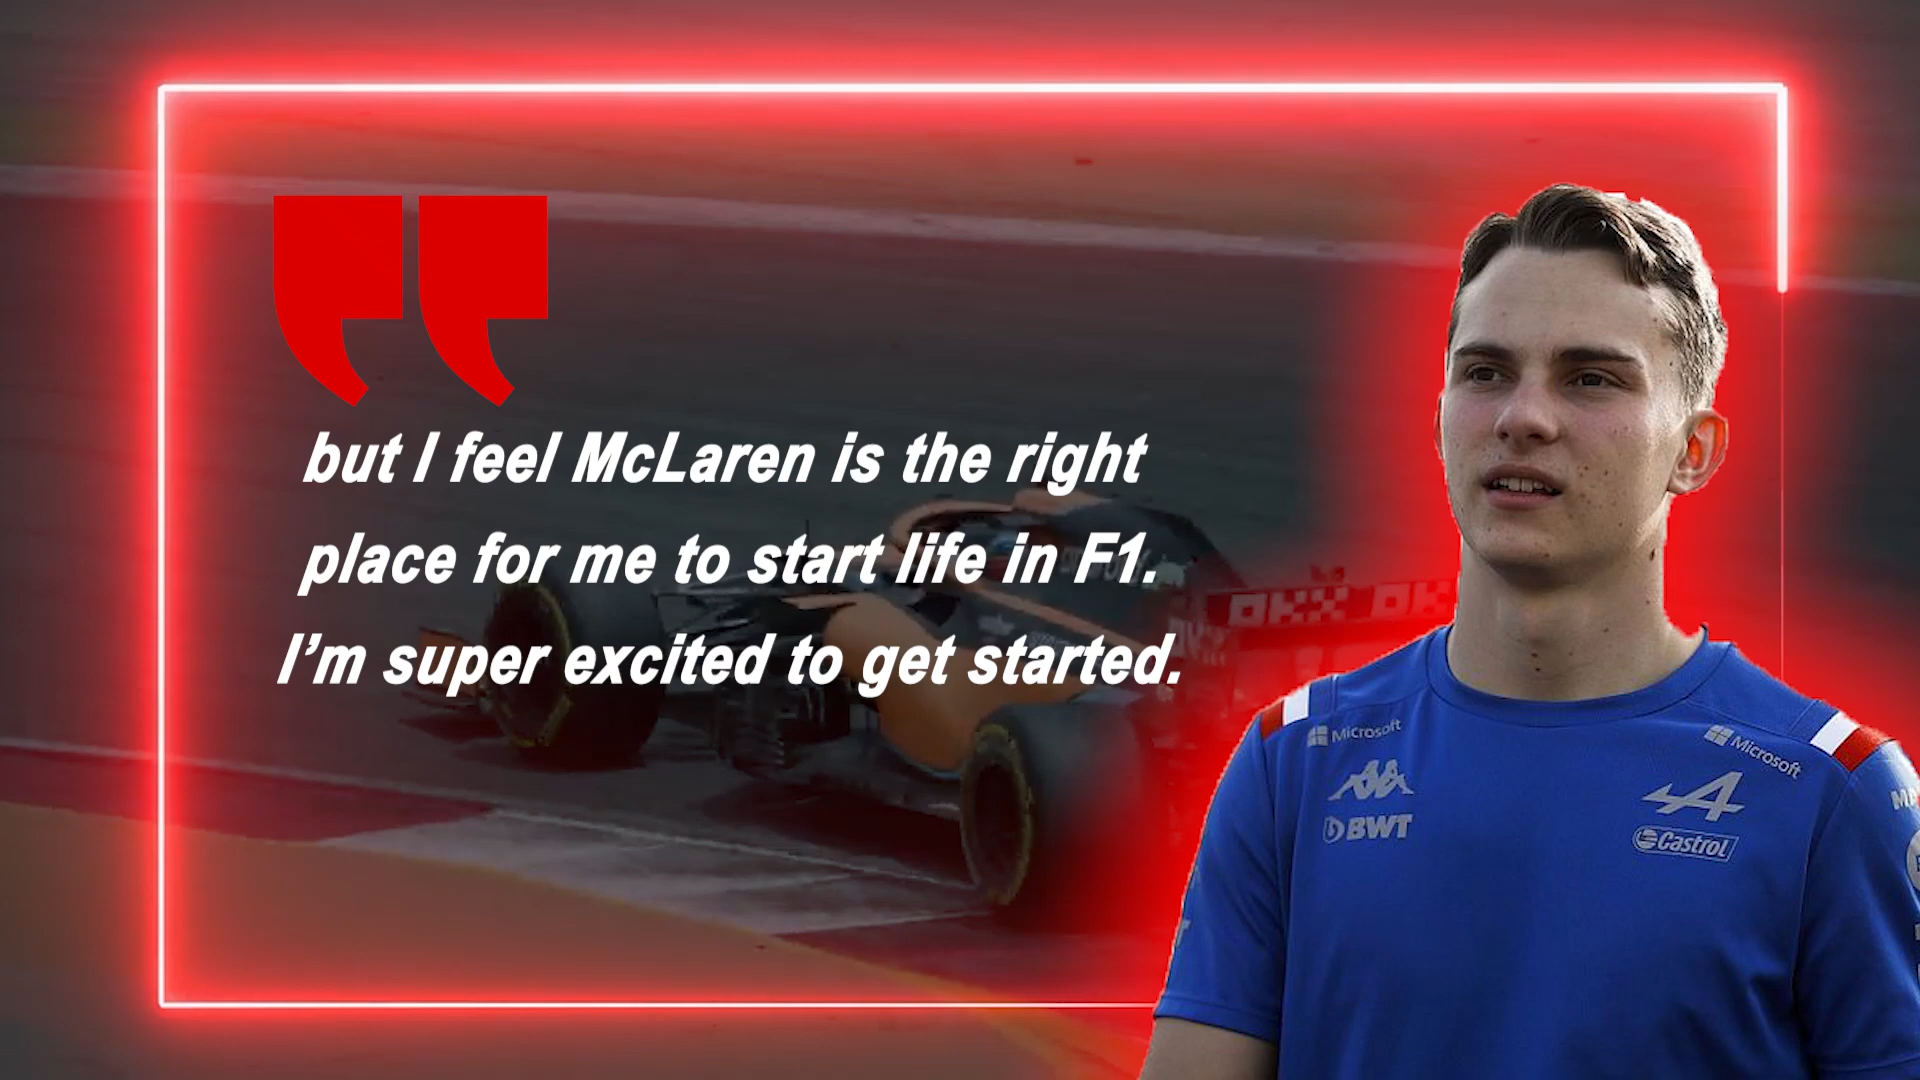 but I feel McLaren is the right
place for me to start life in F1.
I’m super excited to get started.
OKX
Microsoft
Microsoft
BWT
Castrol